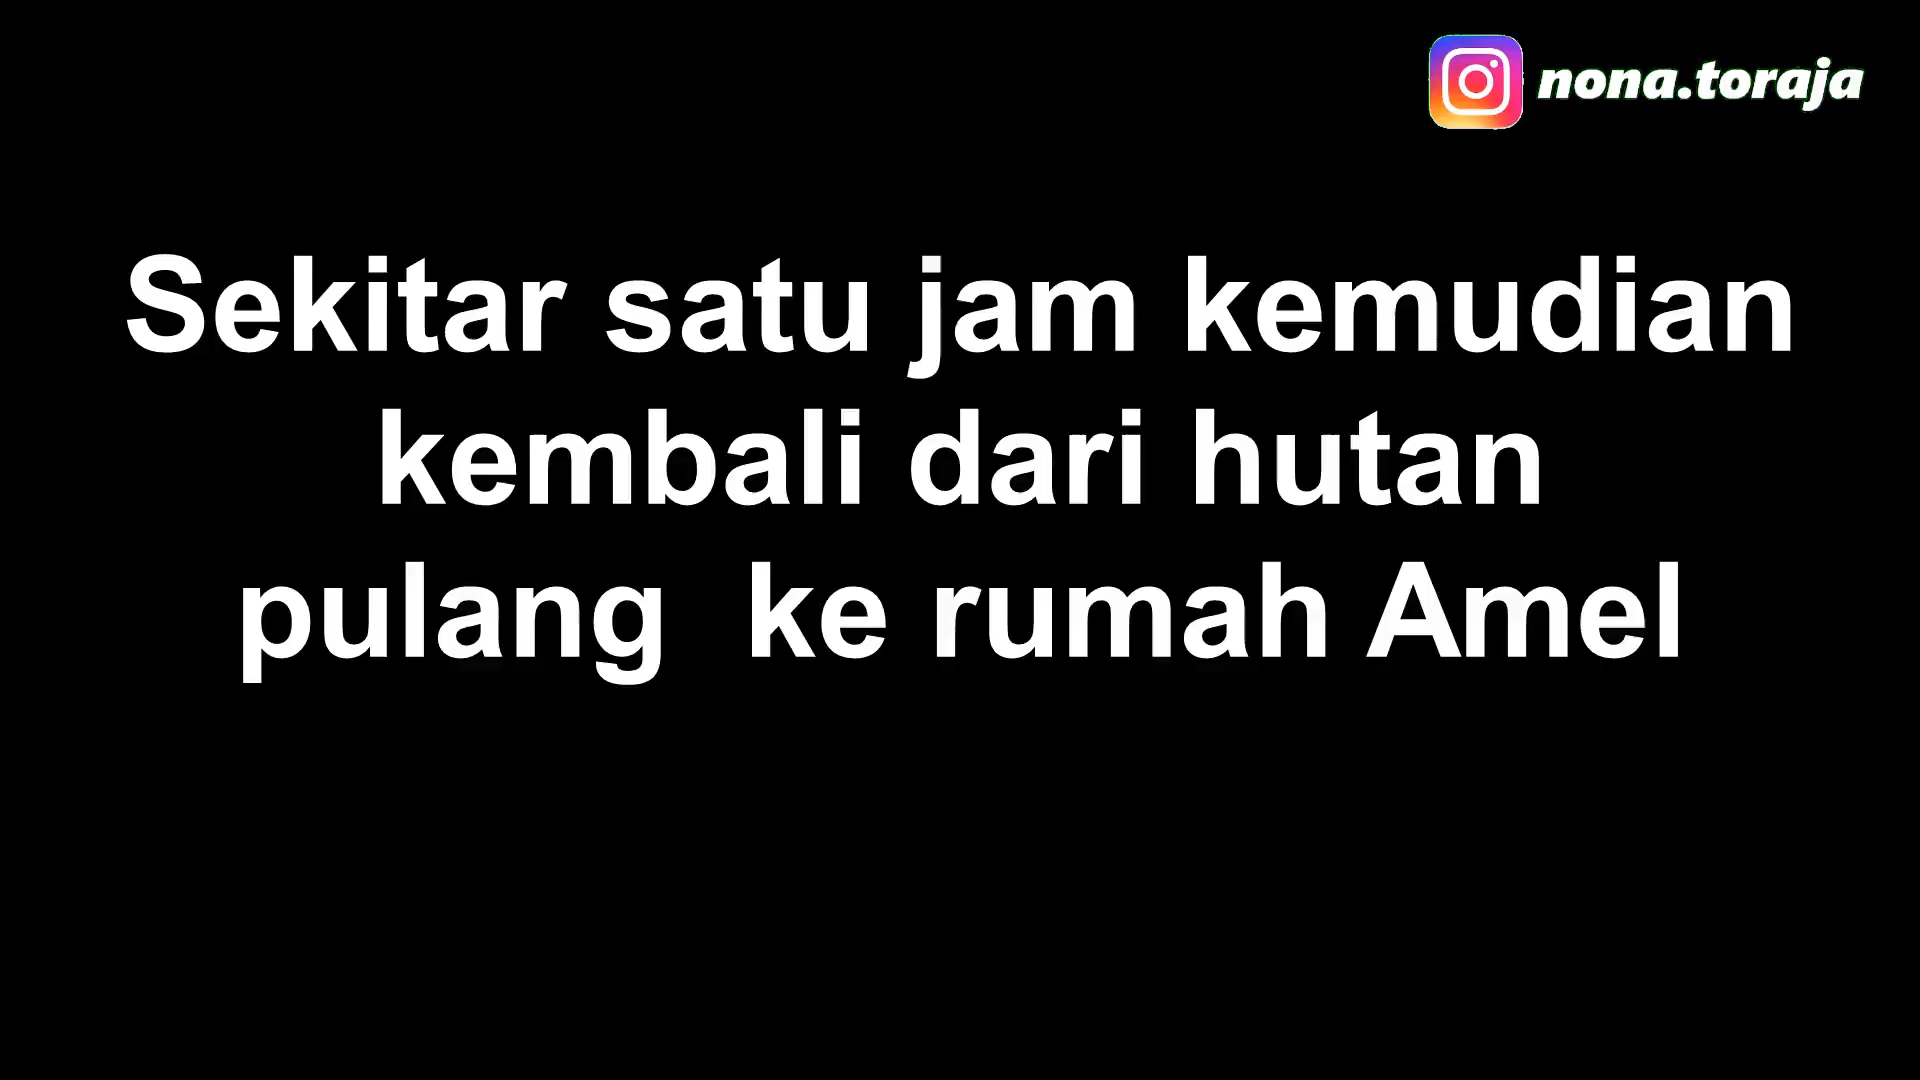 nona.toraja
Sekitar satu jam kemudian
kembali dari hutan
pulang  ke rumah Amel